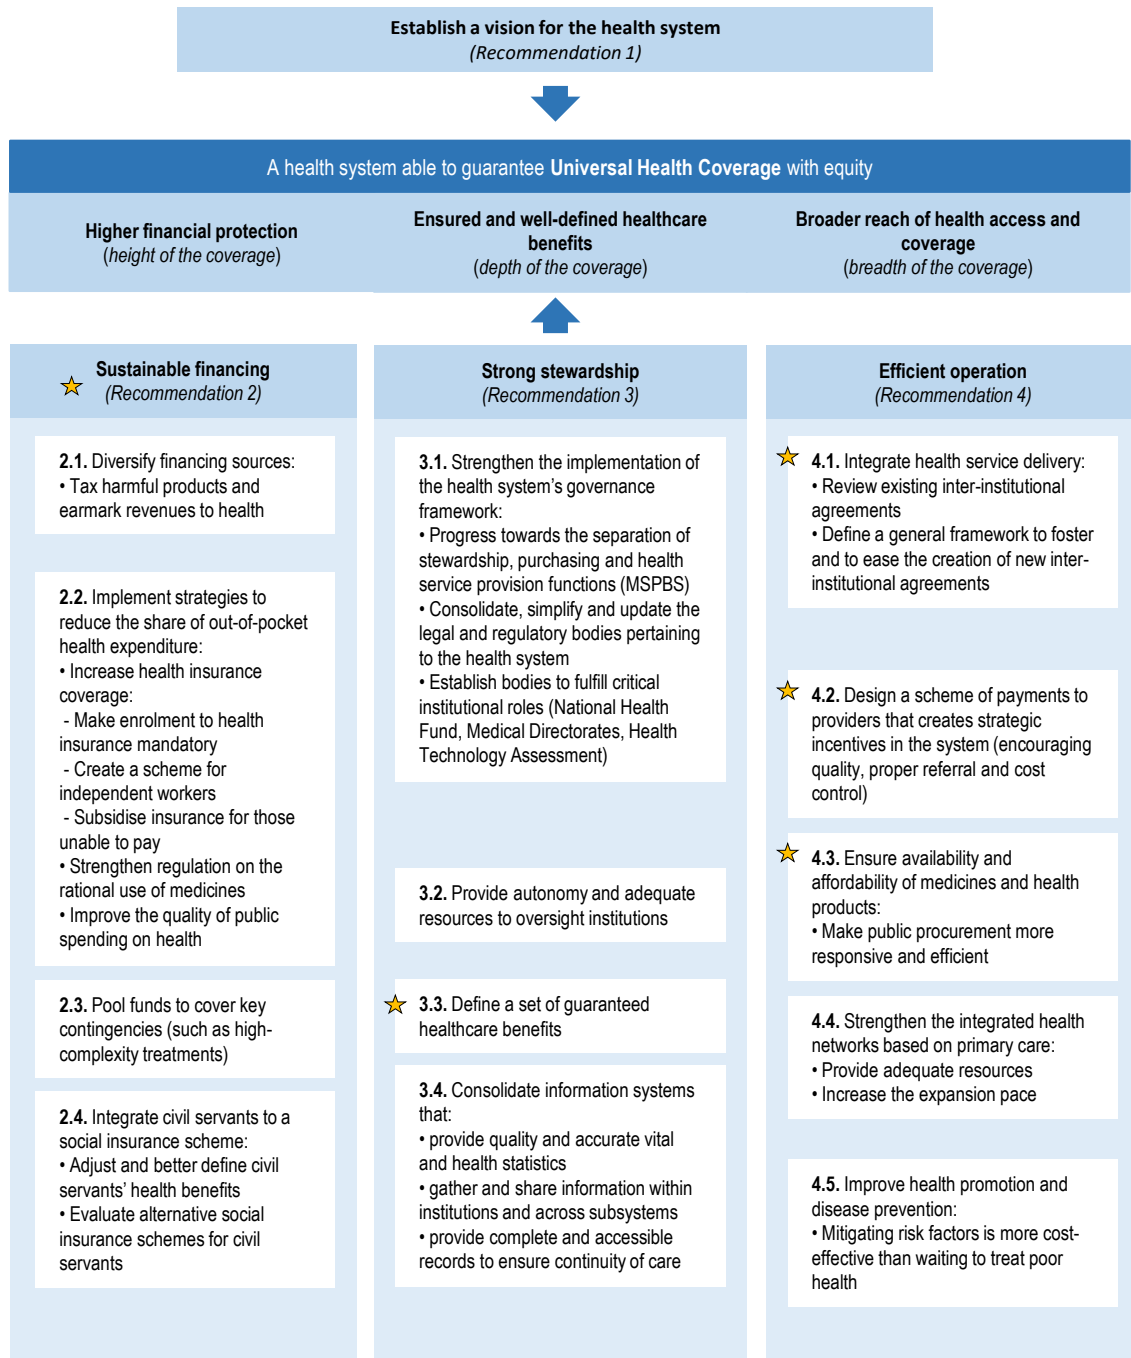 Establish a vision for the health system
(Recommendation 1)
A health system able to guarantee Universal Health Coverage with equity
Higher financial protection
(height of the coverage)
Ensured and well-defined healthcare
benefits
(depth of the coverage)
Broader reach of health access and
coverage
(breadth of the coverage)
Sustainable financing
(Recommendation 2)
2.1. Diversify financing sources:
• Tax harmful products and
earmark revenues to health
2.2. Implement strategies to
reduce the share of out-of-pocket
health expenditure:
• Increase health insurance
coverage:
- Make enrolment to health
insurance mandatory
- Create a scheme for
independent workers
- Subsidise insurance for those
unable to pay
• Strengthen regulation on the
rational use of medicines
• Improve the quality of public
spending on health
2.3. Pool funds to cover key
contingencies (such as high-
complexity treatments)
2.4. Integrate civil servants to a
social insurance scheme:
• Adjust and better define civil
servants' health benefits
• Evaluate alternative social
insurance schemes for civil
servants
Strong stewardship
(Recommendation 3)
3.1. Strengthen the implementation of
the health system's governance
framework:
• Progress towards the separation of
stewardship, purchasing and health
service provision functions (MSPBS)
• Consolidate, simplify and update the
legal and regulatory bodies pertaining
to the health system
• Establish bodies to fulfill critical
institutional roles (National Health
Fund, Medical Directorates, Health
Technology Assessment)
3.2. Provide autonomy and adequate
resources to oversight institutions
3.3. Define a set of guaranteed
healthcare benefits
3.4. Consolidate information systems
that:
• provide quality and accurate vital
and health statistics
• gather and share information within
institutions and across subsystems
• provide complete and accessible
records to ensure continuity of care
Efficient operation
(Recommendation 4)
4.1. Integrate health service delivery:
• Review existing inter-institutional
agreements
• Define a general framework to foster
and to ease the creation of new inter-
institutional agreements
4.2. Design a scheme of payments to
providers that creates strategic
incentives in the system (encouraging
quality, proper referral and cost
control)
4.3. Ensure availability and
affordability of medicines and health
products:
• Make public procurement more
responsive and efficient
4.4. Strengthen the integrated health
networks based on primary care:
• Provide adequate resources
• Increase the expansion pace
4.5. Improve health promotion and
disease prevention:
• Mitigating risk factors is more cost-
effective than waiting to treat poor
health